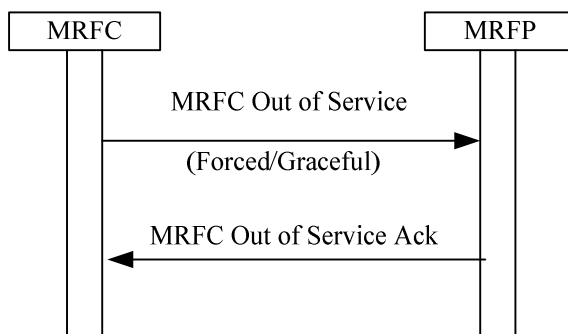 MRFC
MRFP
MRFC Out of Service
(Forced/Graceful)
MRFC Out of Service Ack